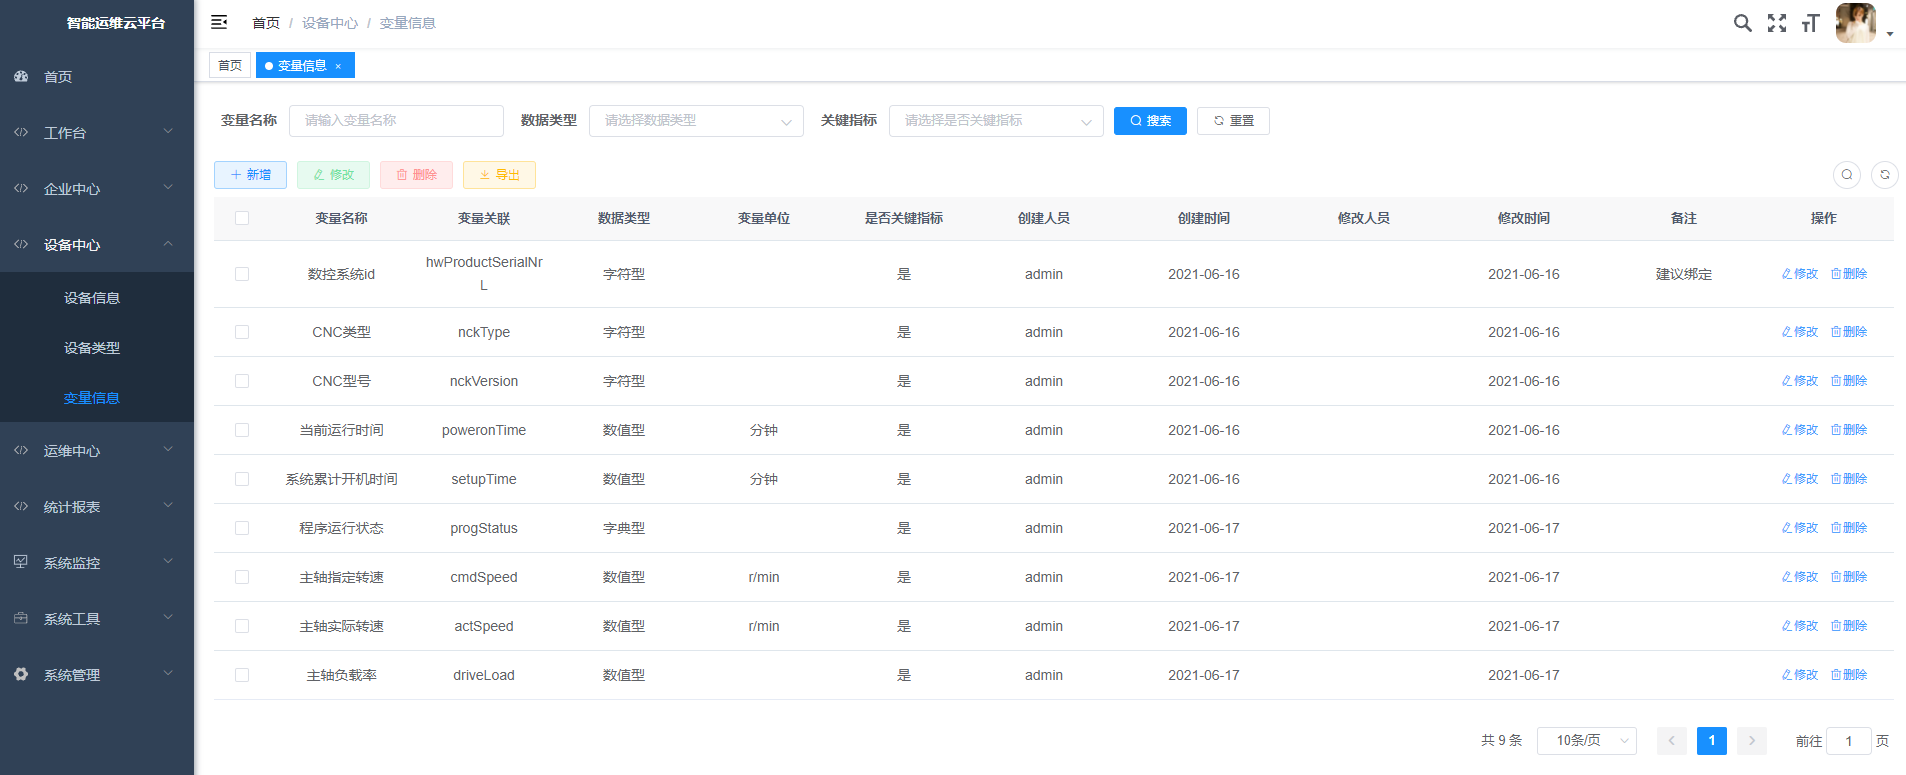 智能运维云平台
首页 / 设备中心 / 变量信息
首页
变量信息 ×
首页
工作台
企业中心
设备中心
设备信息
设备类型
变量信息
运维中心
统计报表
系统监控
系统工具
系统管理
变量名称 请输入变量名称 数据类型 请选择数据类型 关键指标 请选择是否关键指标 搜索 重置
新增 修改 删除 导出
变量名称 变量关联 数据类型 变量单位 是否关键指标 创建人员 创建时间 修改人员 修改时间 备注 操作
数控系统id hwProductSerialNr
L 字符型 是 admin 2021-06-16 2021-06-16 建议绑定 修改 删除
CNC类型 nckType 字符型 是 admin 2021-06-16 2021-06-16 修改 删除
CNC型号 nckVersion 字符型 是 admin 2021-06-16 2021-06-16 修改 删除
当前运行时间 poweronTime 数值型 分钟 是 admin 2021-06-16 2021-06-16 修改 删除
系统累计开机时间 setupTime 数值型 分钟 是 admin 2021-06-16 2021-06-16 修改 删除
程序运行状态 progStatus 字典型 是 admin 2021-06-17 2021-06-17 修改 删除
主轴指定转速 cmdSpeed 数值型 r/min 是 admin 2021-06-17 2021-06-17 修改 删除
主轴实际转速 actSpeed 数值型 r/min 是 admin 2021-06-17 2021-06-17 修改 删除
主轴负载率 driveLoad 数值型 是 admin 2021-06-17 2021-06-17 修改 删除
共 9 条 10条/页 1 前往 1 页